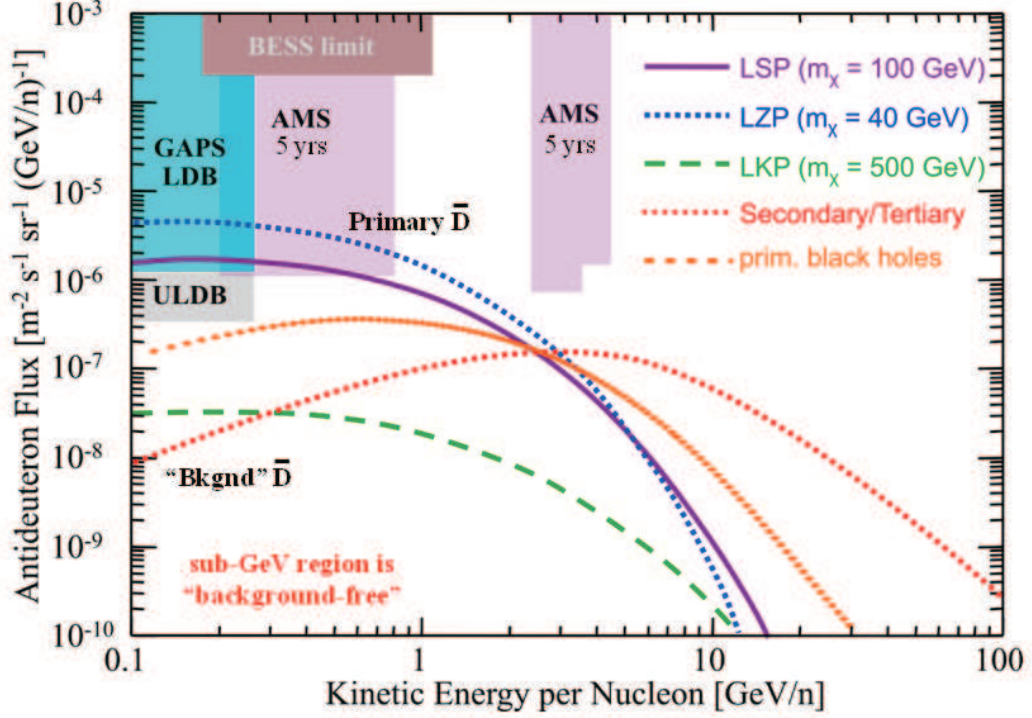 10^-3
10^-4
10^-5
10^-6
10^-7
10^-8
10^-9
10^-10
Antideuteron Flux [m^-2 s^-1 sr^-1 (GeV/n)^-1]
BESS limit
GAPS
LDB
AMS
5 yrs
AMS
5 yrs
ULDB
Primary D̄
"Bkgnd" D̄
sub-GeV region is
"background-free"
LSP (m_χ = 100 GeV)
LZP (m_χ = 40 GeV)
LKP (m_χ = 500 GeV)
Secondary/Tertiary
prim. black holes
0.1 1 10 100
Kinetic Energy per Nucleon [GeV/n]